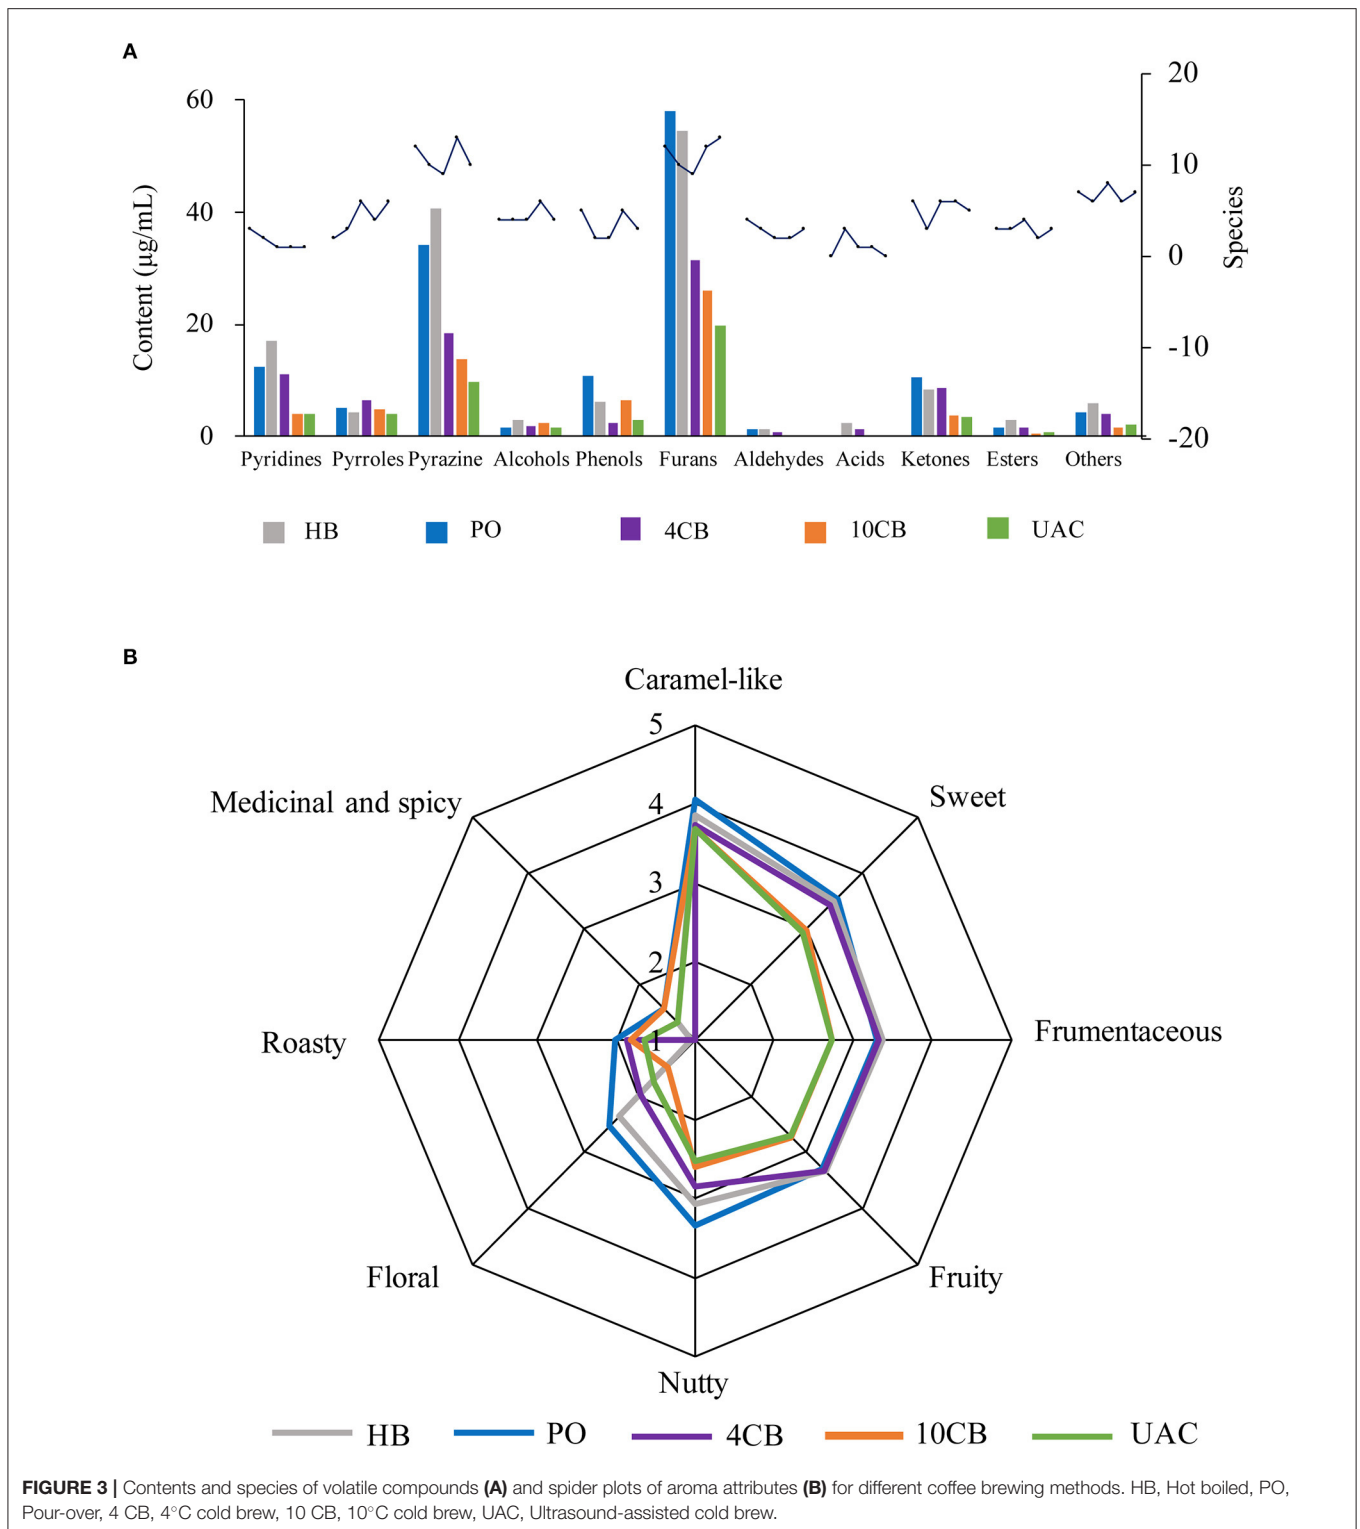 A
60
40
20
0
Content (µg/mL)
20
10
0
-10
-20
Species
Pyridines Pyrroles Pyrazine Alcohols Phenols Furans Aldehydes Acids Ketones Esters Others
HB PO 4CB 10CB UAC
B
Caramel-like
Sweet
Frumentaceous
Fruity
Nutty
Floral
Roasty
Medicinal and spicy
5
4
3
2
1
HB PO 4CB 10CB UAC
FIGURE 3 | Contents and species of volatile compounds (A) and spider plots of aroma attributes (B) for different coffee brewing methods. HB, Hot boiled, PO,
Pour-over, 4 CB, 4°C cold brew, 10 CB, 10°C cold brew, UAC, Ultrasound-assisted cold brew.